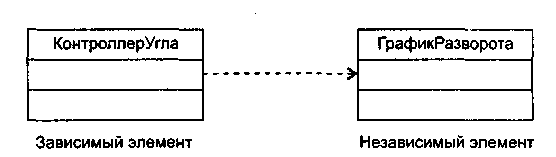 КонтроллерУгла
ГрафикРазворота
Зависимый элемент
Независимый элемент